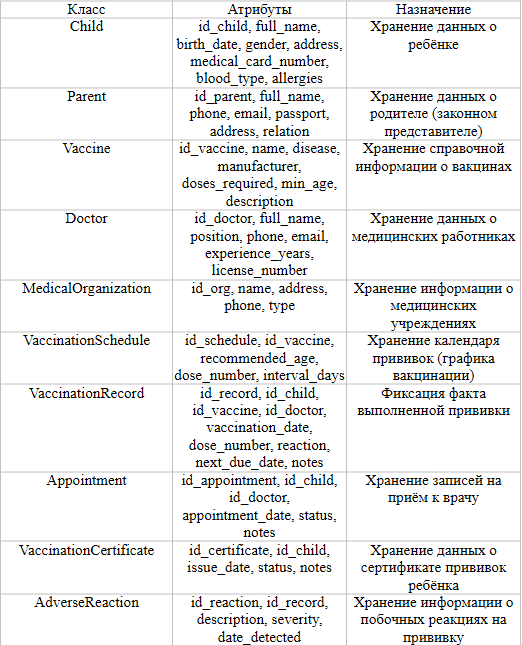 Класс Атрибуты Назначение
Child id_child, full_name, Хранение данных о
birth_date, gender, address, ребёнке
medical_card_number,
blood_type, allergies
Parent id_parent, full_name, Хранение данных о
phone, email, passport, родителе (законном
address, relation представителе)
Vaccine id_vaccine, name, disease, Хранение справочной
manufacturer, информации о вакцинах
doses_required, min_age,
description
Doctor id_doctor, full_name, Хранение данных о
position, phone, email, медицинских работниках
experience_years,
license_number
MedicalOrganization id_org, name, address, Хранение информации о
phone, type медицинских
учреждениях
VaccinationSchedule id_schedule, id_vaccine, Хранение календаря
recommended_age, прививок (графика
dose_number, interval_days вакцинации)
VaccinationRecord id_record, id_child, Фиксация факта
id_vaccine, id_doctor, выполненной прививки
vaccination_date,
dose_number, reaction,
next_due_date, notes
Appointment id_appointment, id_child, Хранение записей на
id_doctor, приём к врачу
appointment_date, status,
notes
VaccinationCertificate id_certificate, id_child, Хранение данных о
issue_date, status, notes сертификате прививок
ребёнка
AdverseReaction id_reaction, id_record, Хранение информации о
description, severity, побочных реакциях на
date_detected прививку